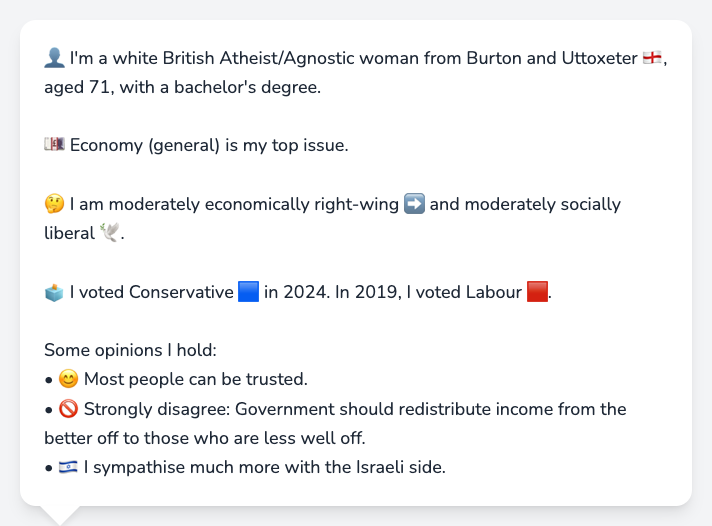 👤 I'm a white British Atheist/Agnostic woman from Burton and Uttoxeter 🏴󠁧󠁢󠁥󠁮󠁧󠁿,
aged 71, with a bachelor's degree.
💷 Economy (general) is my top issue.
🤔 I am moderately economically right-wing ➡️ and moderately socially
liberal 🕊️.
🗳️ I voted Conservative 🟦 in 2024. In 2019, I voted Labour 🟥.
Some opinions I hold:
• 😊 Most people can be trusted.
• 🚫 Strongly disagree: Government should redistribute income from the
better off to those who are less well off.
• 🇮🇱 I sympathise much more with the Israeli side.